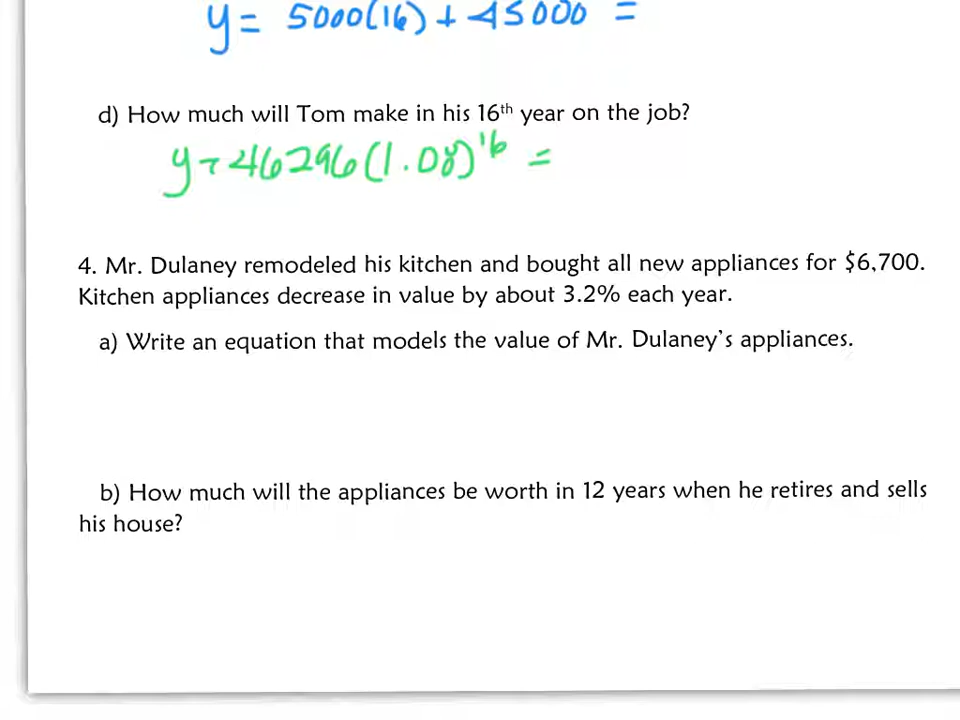 y = 5000(16) + 45000 =
d) How much will Tom make in his 16th year on the job?
y = 46296(1.08)^16 =
4. Mr. Dulaney remodeled his kitchen and bought all new appliances for $6,700.
Kitchen appliances decrease in value by about 3.2% each year.
a) Write an equation that models the value of Mr. Dulaney's appliances.
b) How much will the appliances be worth in 12 years when he retires and sells
his house?